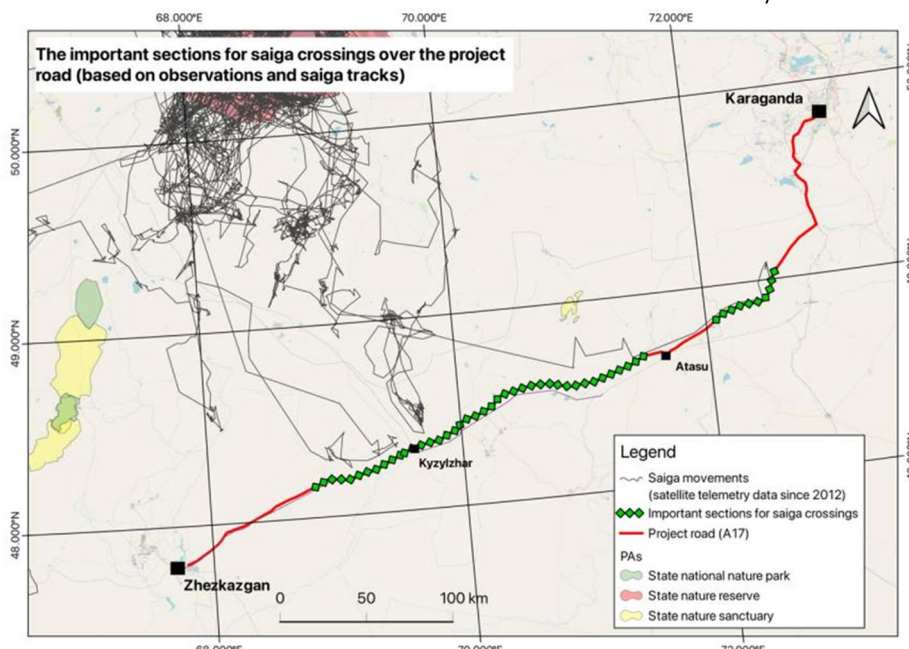 68.000°E
70.000°E
72.000°E
The important sections for saiga crossings over the project
road (based on observations and saiga tracks)
Karaganda
50.000°N
49.000°N
Atasu
Kyzylzhar
48.000°N
Zhezkazgan
0 50 100 km
Legend
Saiga movements
(satellite telemetry data since 2012)
Important sections for saiga crossings
Project road (A17)
PAs
State national nature park
State nature reserve
State nature sanctuary